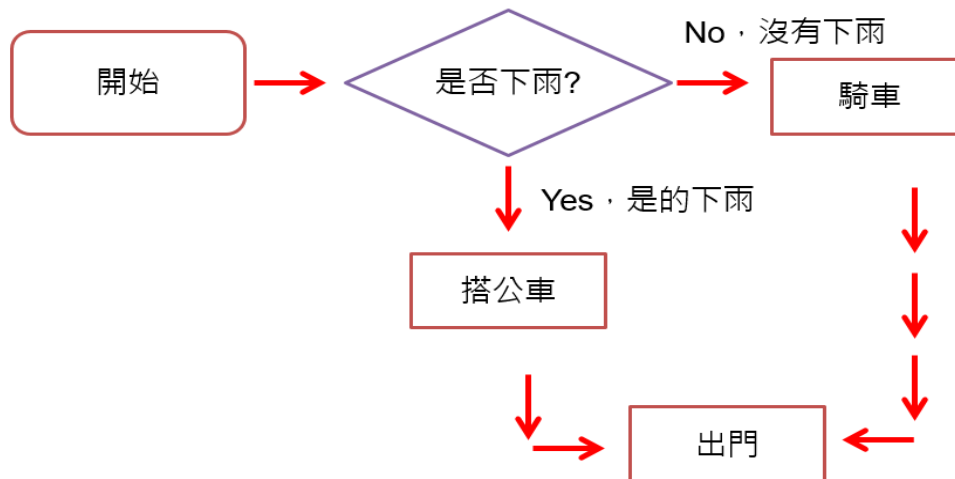 開始
是否下雨?
No，沒有下雨
騎車
Yes，是的下雨
搭公車
出門